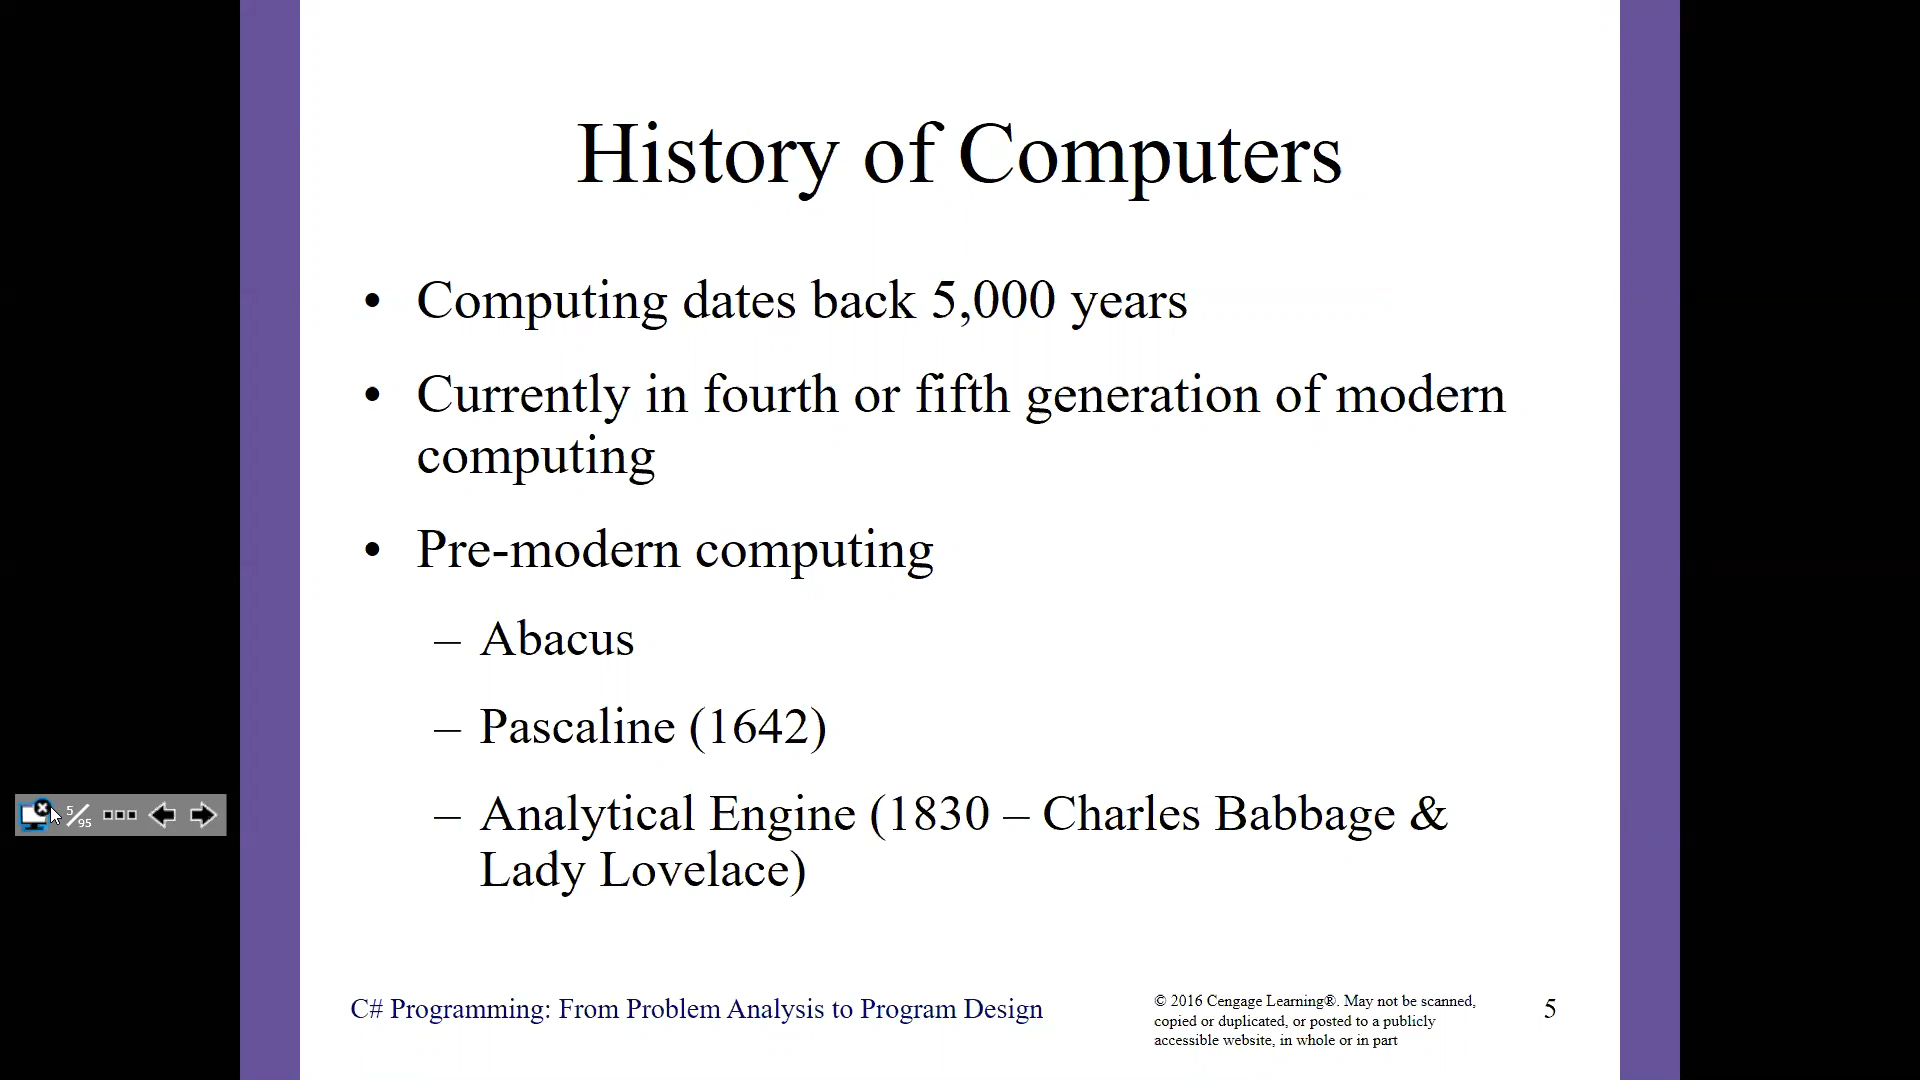 History of Computers
• Computing dates back 5,000 years
• Currently in fourth or fifth generation of modern
computing
• Pre-modern computing
– Abacus
– Pascaline (1642)
– Analytical Engine (1830 – Charles Babbage &
Lady Lovelace)
5/95
C# Programming: From Problem Analysis to Program Design
© 2016 Cengage Learning®. May not be scanned,
copied or duplicated, or posted to a publicly
accessible website, in whole or in part
5